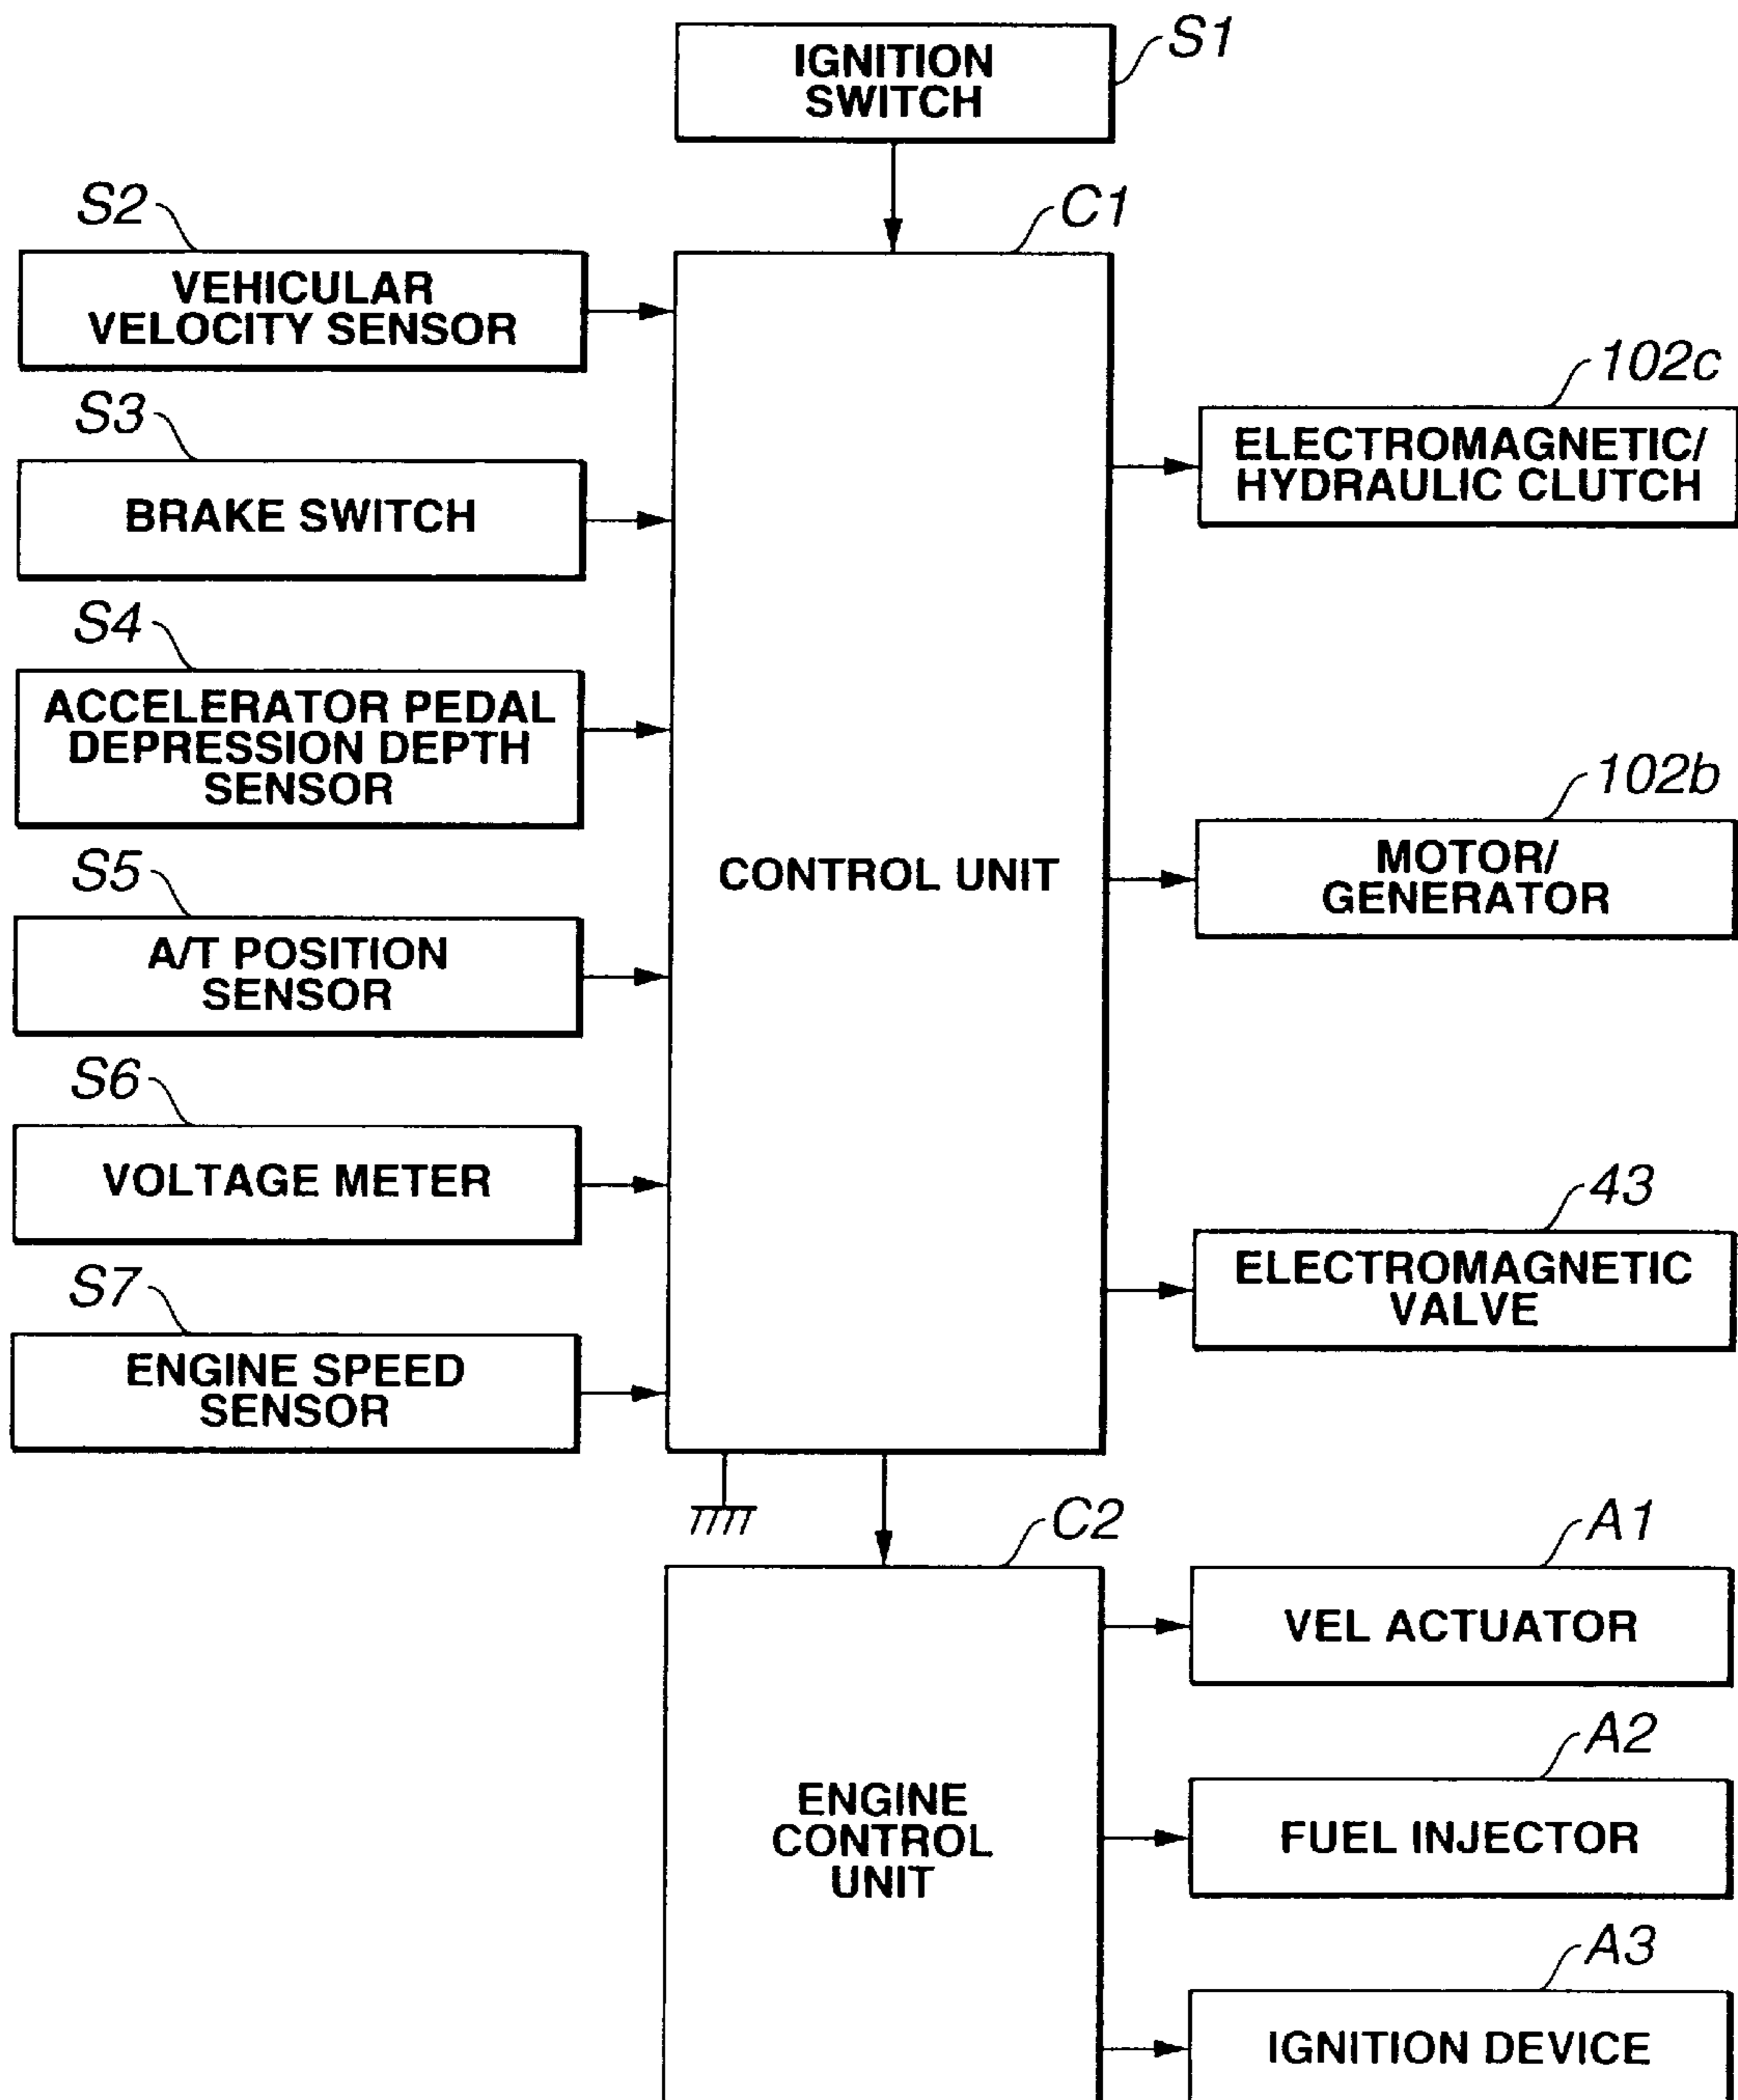 IGNITION
SWITCH
S1
S2
VEHICULAR
VELOCITY SENSOR
S3
BRAKE SWITCH
S4
ACCELERATOR PEDAL
DEPRESSION DEPTH
SENSOR
S5
A/T POSITION
SENSOR
S6
VOLTAGE METER
S7
ENGINE SPEED
SENSOR
C1
CONTROL UNIT
102c
ELECTROMAGNETIC/
HYDRAULIC CLUTCH
102b
MOTOR/
GENERATOR
43
ELECTROMAGNETIC
VALVE
C2
ENGINE
CONTROL
UNIT
A1
VEL ACTUATOR
A2
FUEL INJECTOR
A3
IGNITION DEVICE